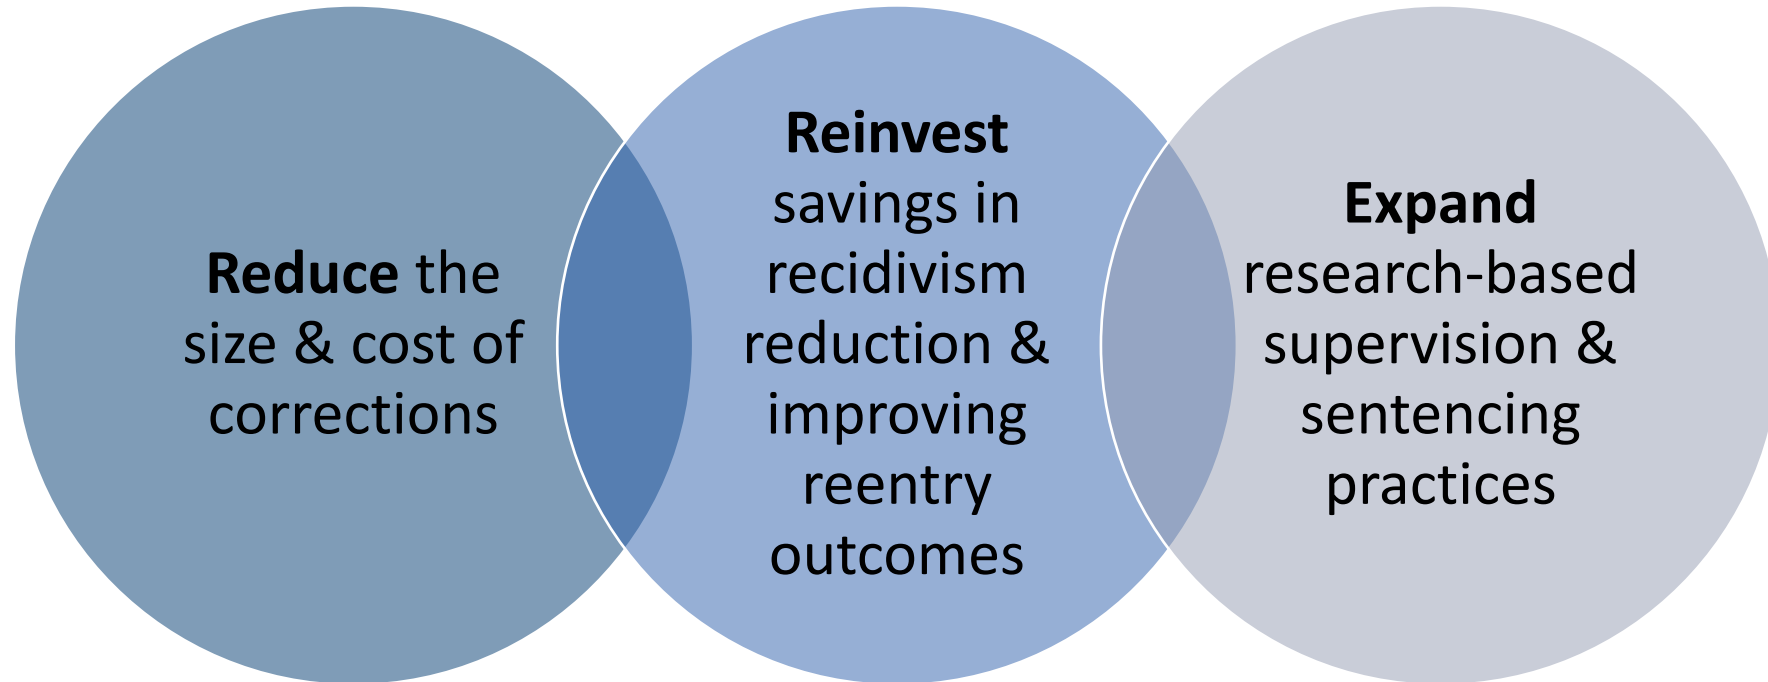 Reduce the
size & cost of
corrections
Reinvest
savings in
recidivism
reduction &
improving
reentry
outcomes
Expand
research-based
supervision &
sentencing
practices